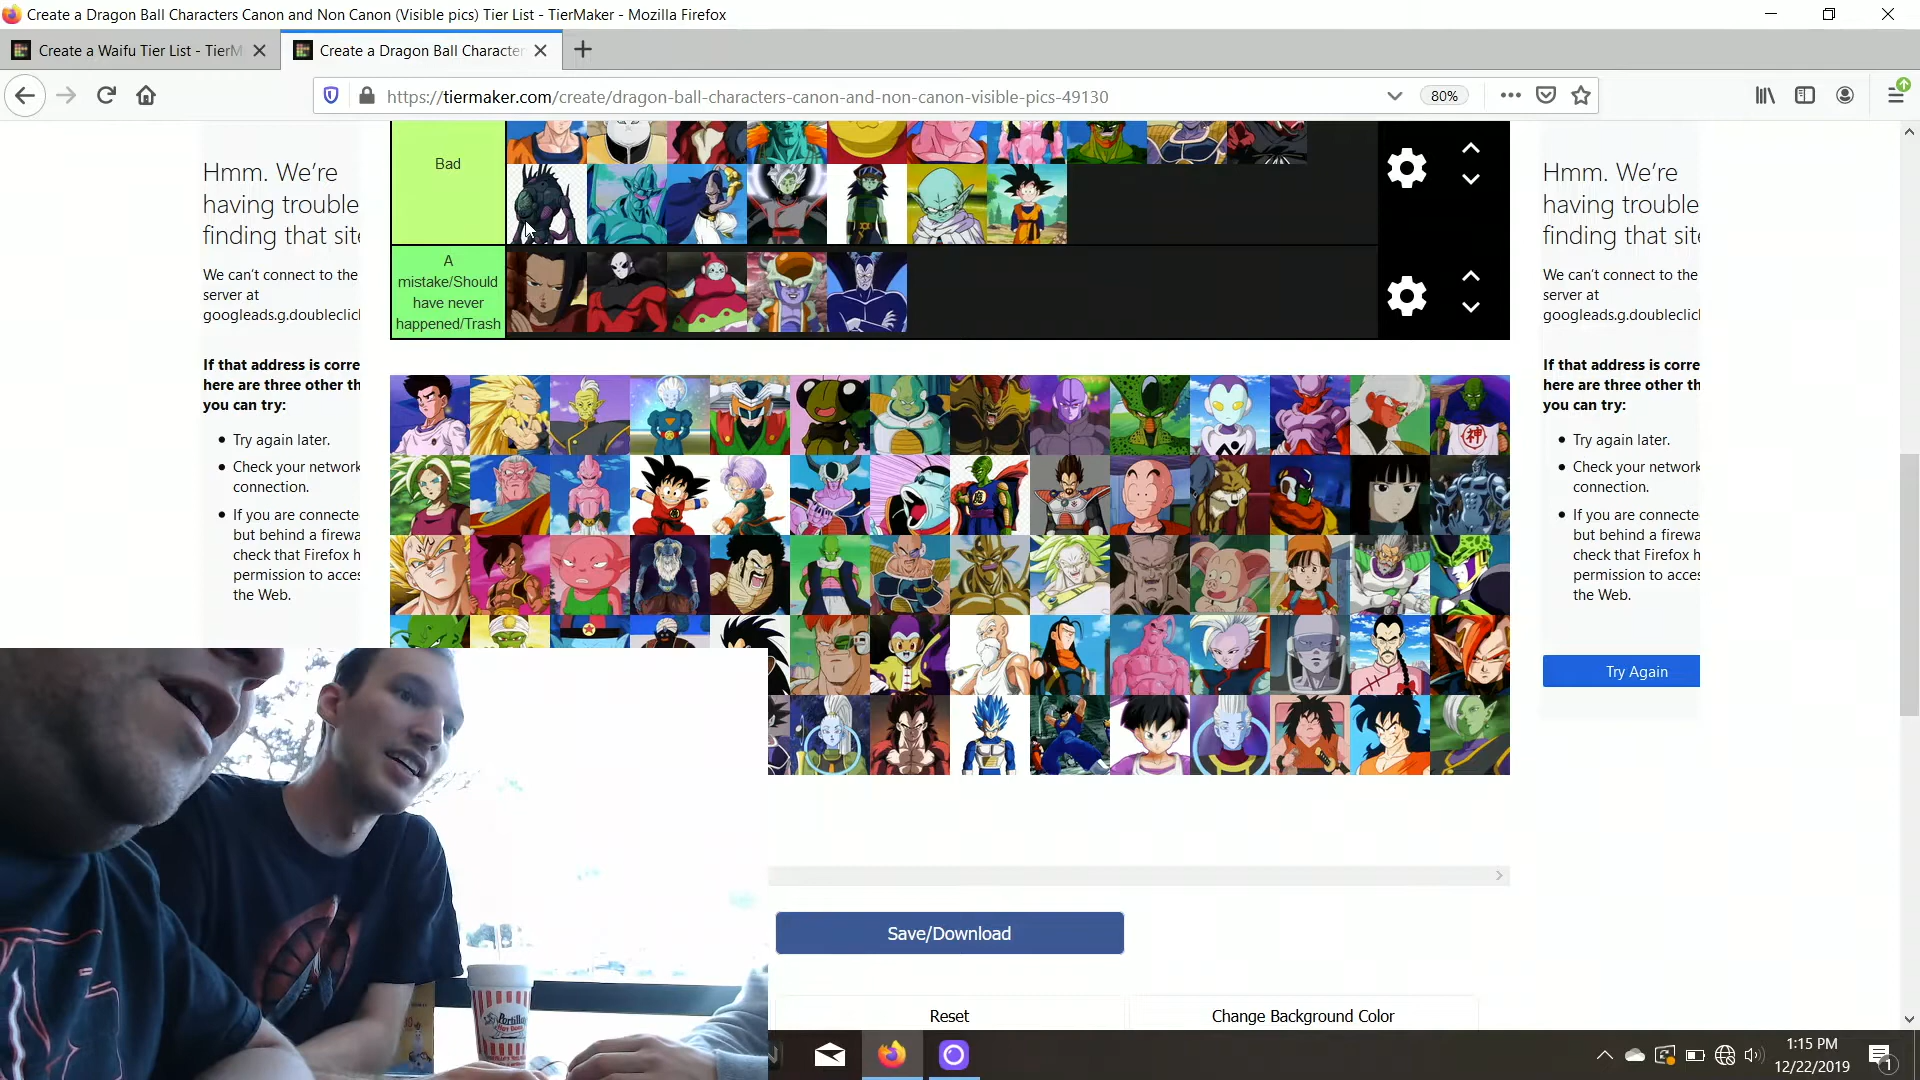 Create a Dragon Ball Characters Canon and Non Canon (Visible pics) Tier List - TierMaker - Mozilla Firefox
Create a Waifu Tier List - TierM
Create a Dragon Ball Character
https://tiermaker.com/create/dragon-ball-characters-canon-and-non-canon-visible-pics-49130
80%
Hmm. We're
having trouble
finding that site
We can't connect to the
server at
googleads.g.doubleclic
If that address is corre
here are three other th
you can try:
Try again later.
Check your network
connection.
If you are connecte
but behind a firewa
check that Firefox h
permission to acces
the Web.
Bad
A
mistake/Should
have never
happened/Trash
Hmm. We're
having trouble
finding that site
We can't connect to the
server at
googleads.g.doubleclic
If that address is corre
here are three other th
you can try:
Try again later.
Check your network
connection.
If you are connecte
but behind a firewa
check that Firefox h
permission to acces
the Web.
Try Again
神
魔
M
Portillo's
Save/Download
Reset
Change Background Color
1:15 PM
12/22/2019
1